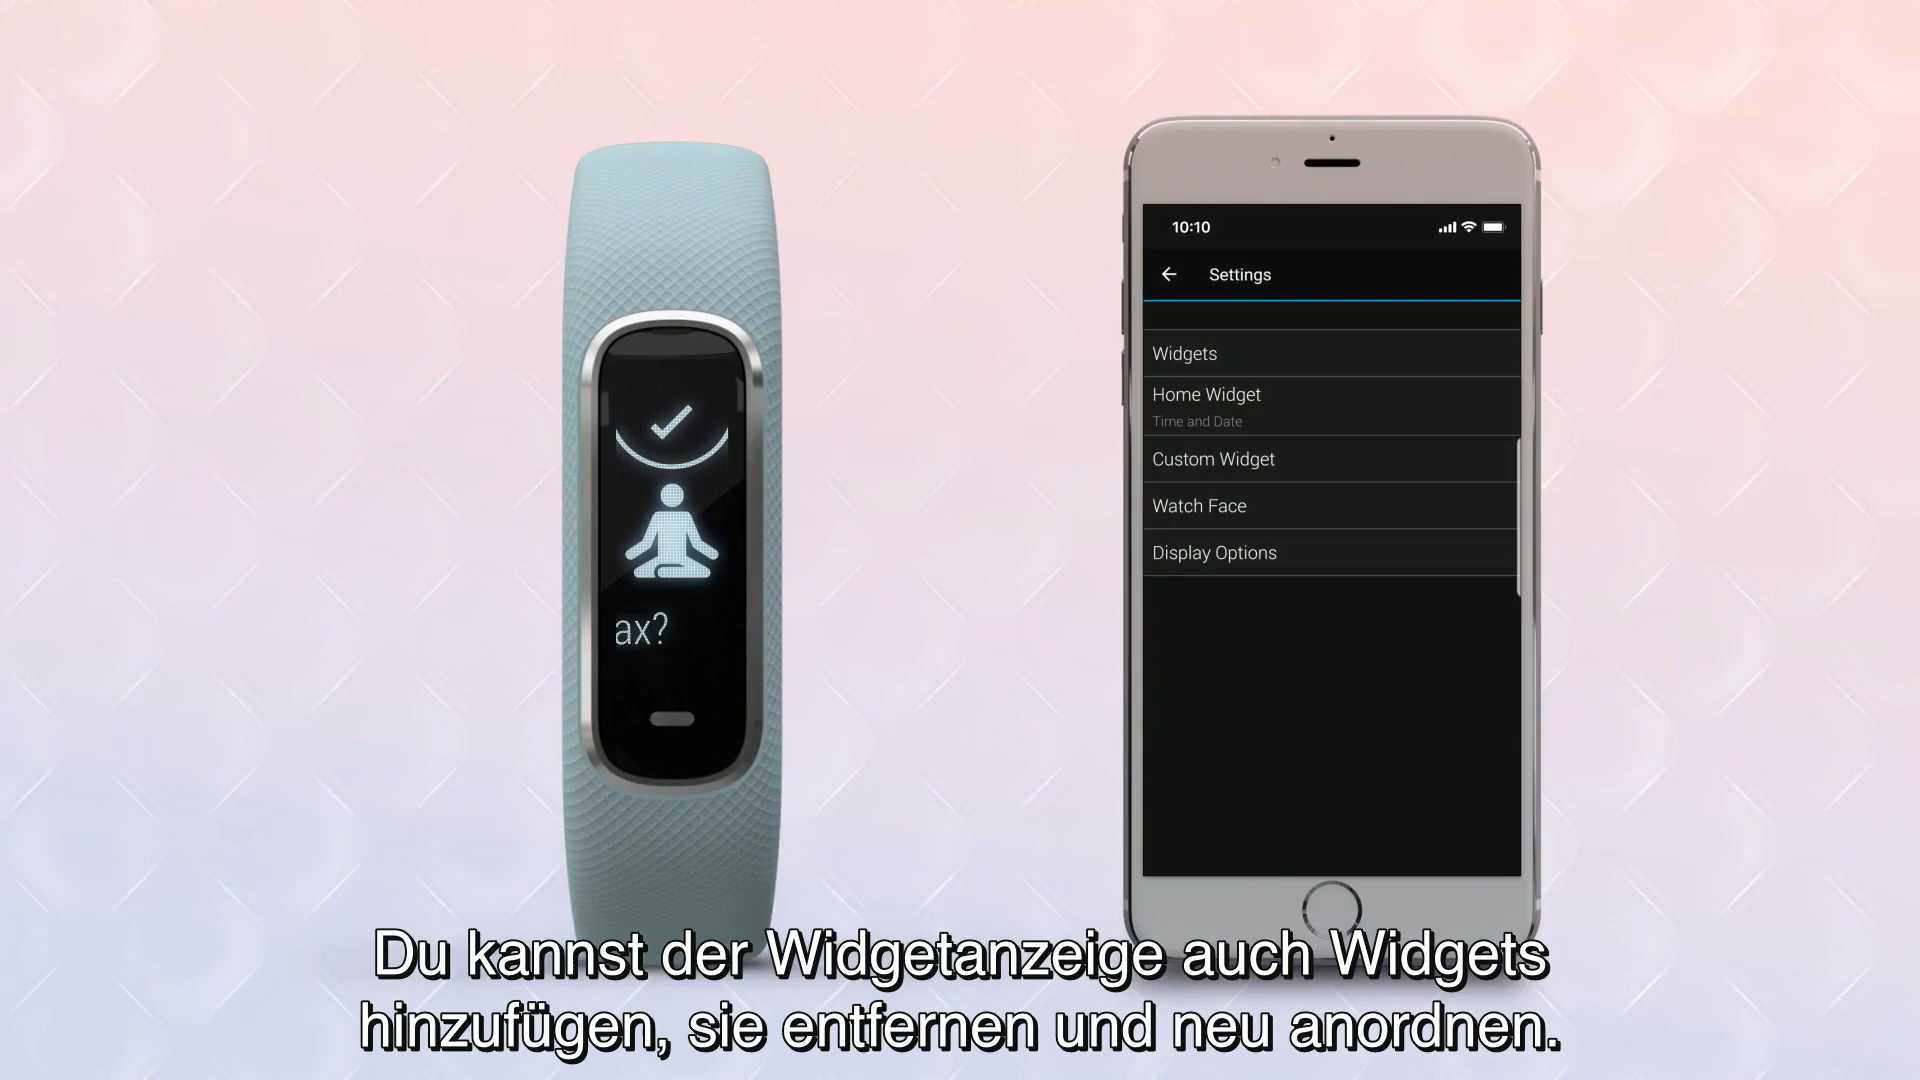 ax?
10:10
Settings
Widgets
Home Widget
Time and Date
Custom Widget
Watch Face
Display Options
Du kannst der Widgetanzeige auch Widgets
hinzufügen, sie entfernen und neu anordnen.